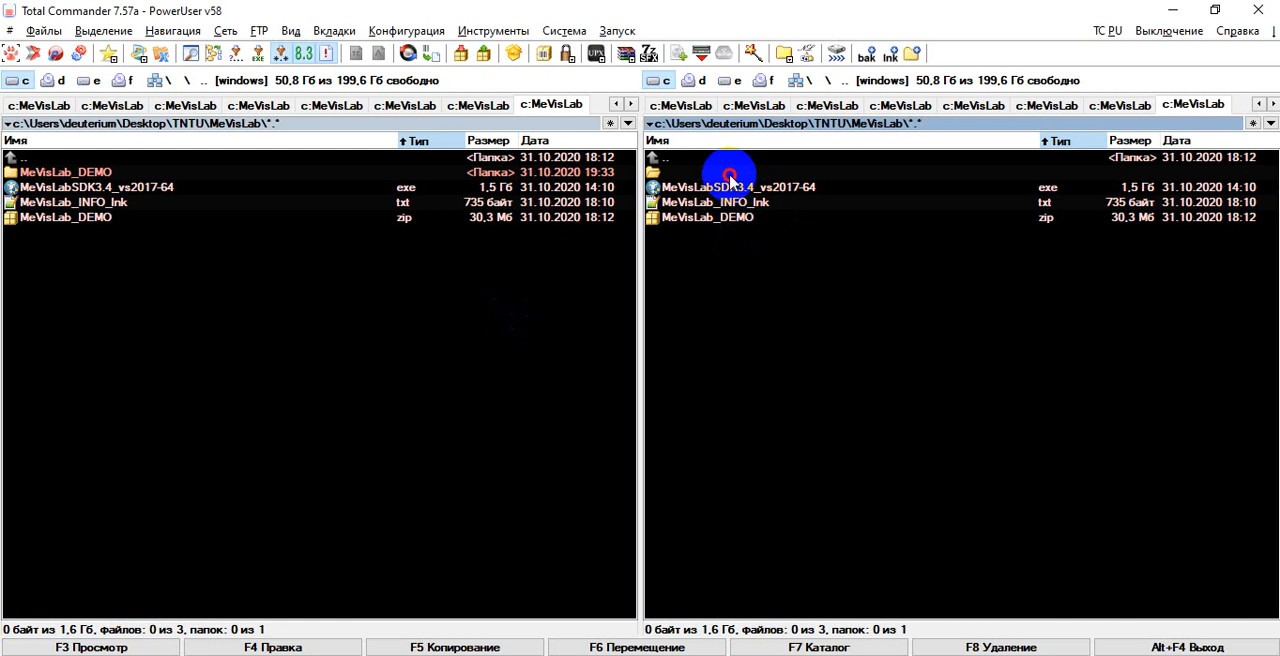 Total Commander 7.57a - PowerUser v58
# Файлы Выделение Навигация Сеть FTP Вид Вкладки Конфигурация Инструменты Система Запуск TC PU Выключение Справка
c d e f \ \ .. [windows] 50,8 Гб из 199,6 Гб свободно
c d e f \ \ .. [windows] 50,8 Гб из 199,6 Гб свободно
c:MeVisLab c:MeVisLab c:MeVisLab c:MeVisLab c:MeVisLab c:MeVisLab c:MeVisLab c:MeVisLab
c:MeVisLab c:MeVisLab c:MeVisLab c:MeVisLab c:MeVisLab c:MeVisLab c:MeVisLab c:MeVisLab
c:\Users\deuterium\Desktop\TNTU\MeVisLab\*.* *
c:\Users\deuterium\Desktop\TNTU\MeVisLab\*.* *
Имя Тип Размер Дата
.. <Папка> 31.10.2020 18:12
MeVisLab_DEMO <Папка> 31.10.2020 19:33
MeVisLabSDK3.4_vs2017-64 exe 1,5 Гб 31.10.2020 14:10
MeVisLab_INFO_lnk txt 735 байт 31.10.2020 18:10
MeVisLab_DEMO zip 30,3 Мб 31.10.2020 18:12
Имя Тип Размер Дата
.. <Папка> 31.10.2020 18:12
MeVisLabSDK3.4_vs2017-64 exe 1,5 Гб 31.10.2020 14:10
MeVisLab_INFO_lnk txt 735 байт 31.10.2020 18:10
MeVisLab_DEMO zip 30,3 Мб 31.10.2020 18:12
0 байт из 1,6 Гб, файлов: 0 из 3, папок: 0 из 1
0 байт из 1,6 Гб, файлов: 0 из 3, папок: 0 из 1
F3 Просмотр F4 Правка F5 Копирование F6 Перемещение F7 Каталог F8 Удаление Alt+F4 Выход